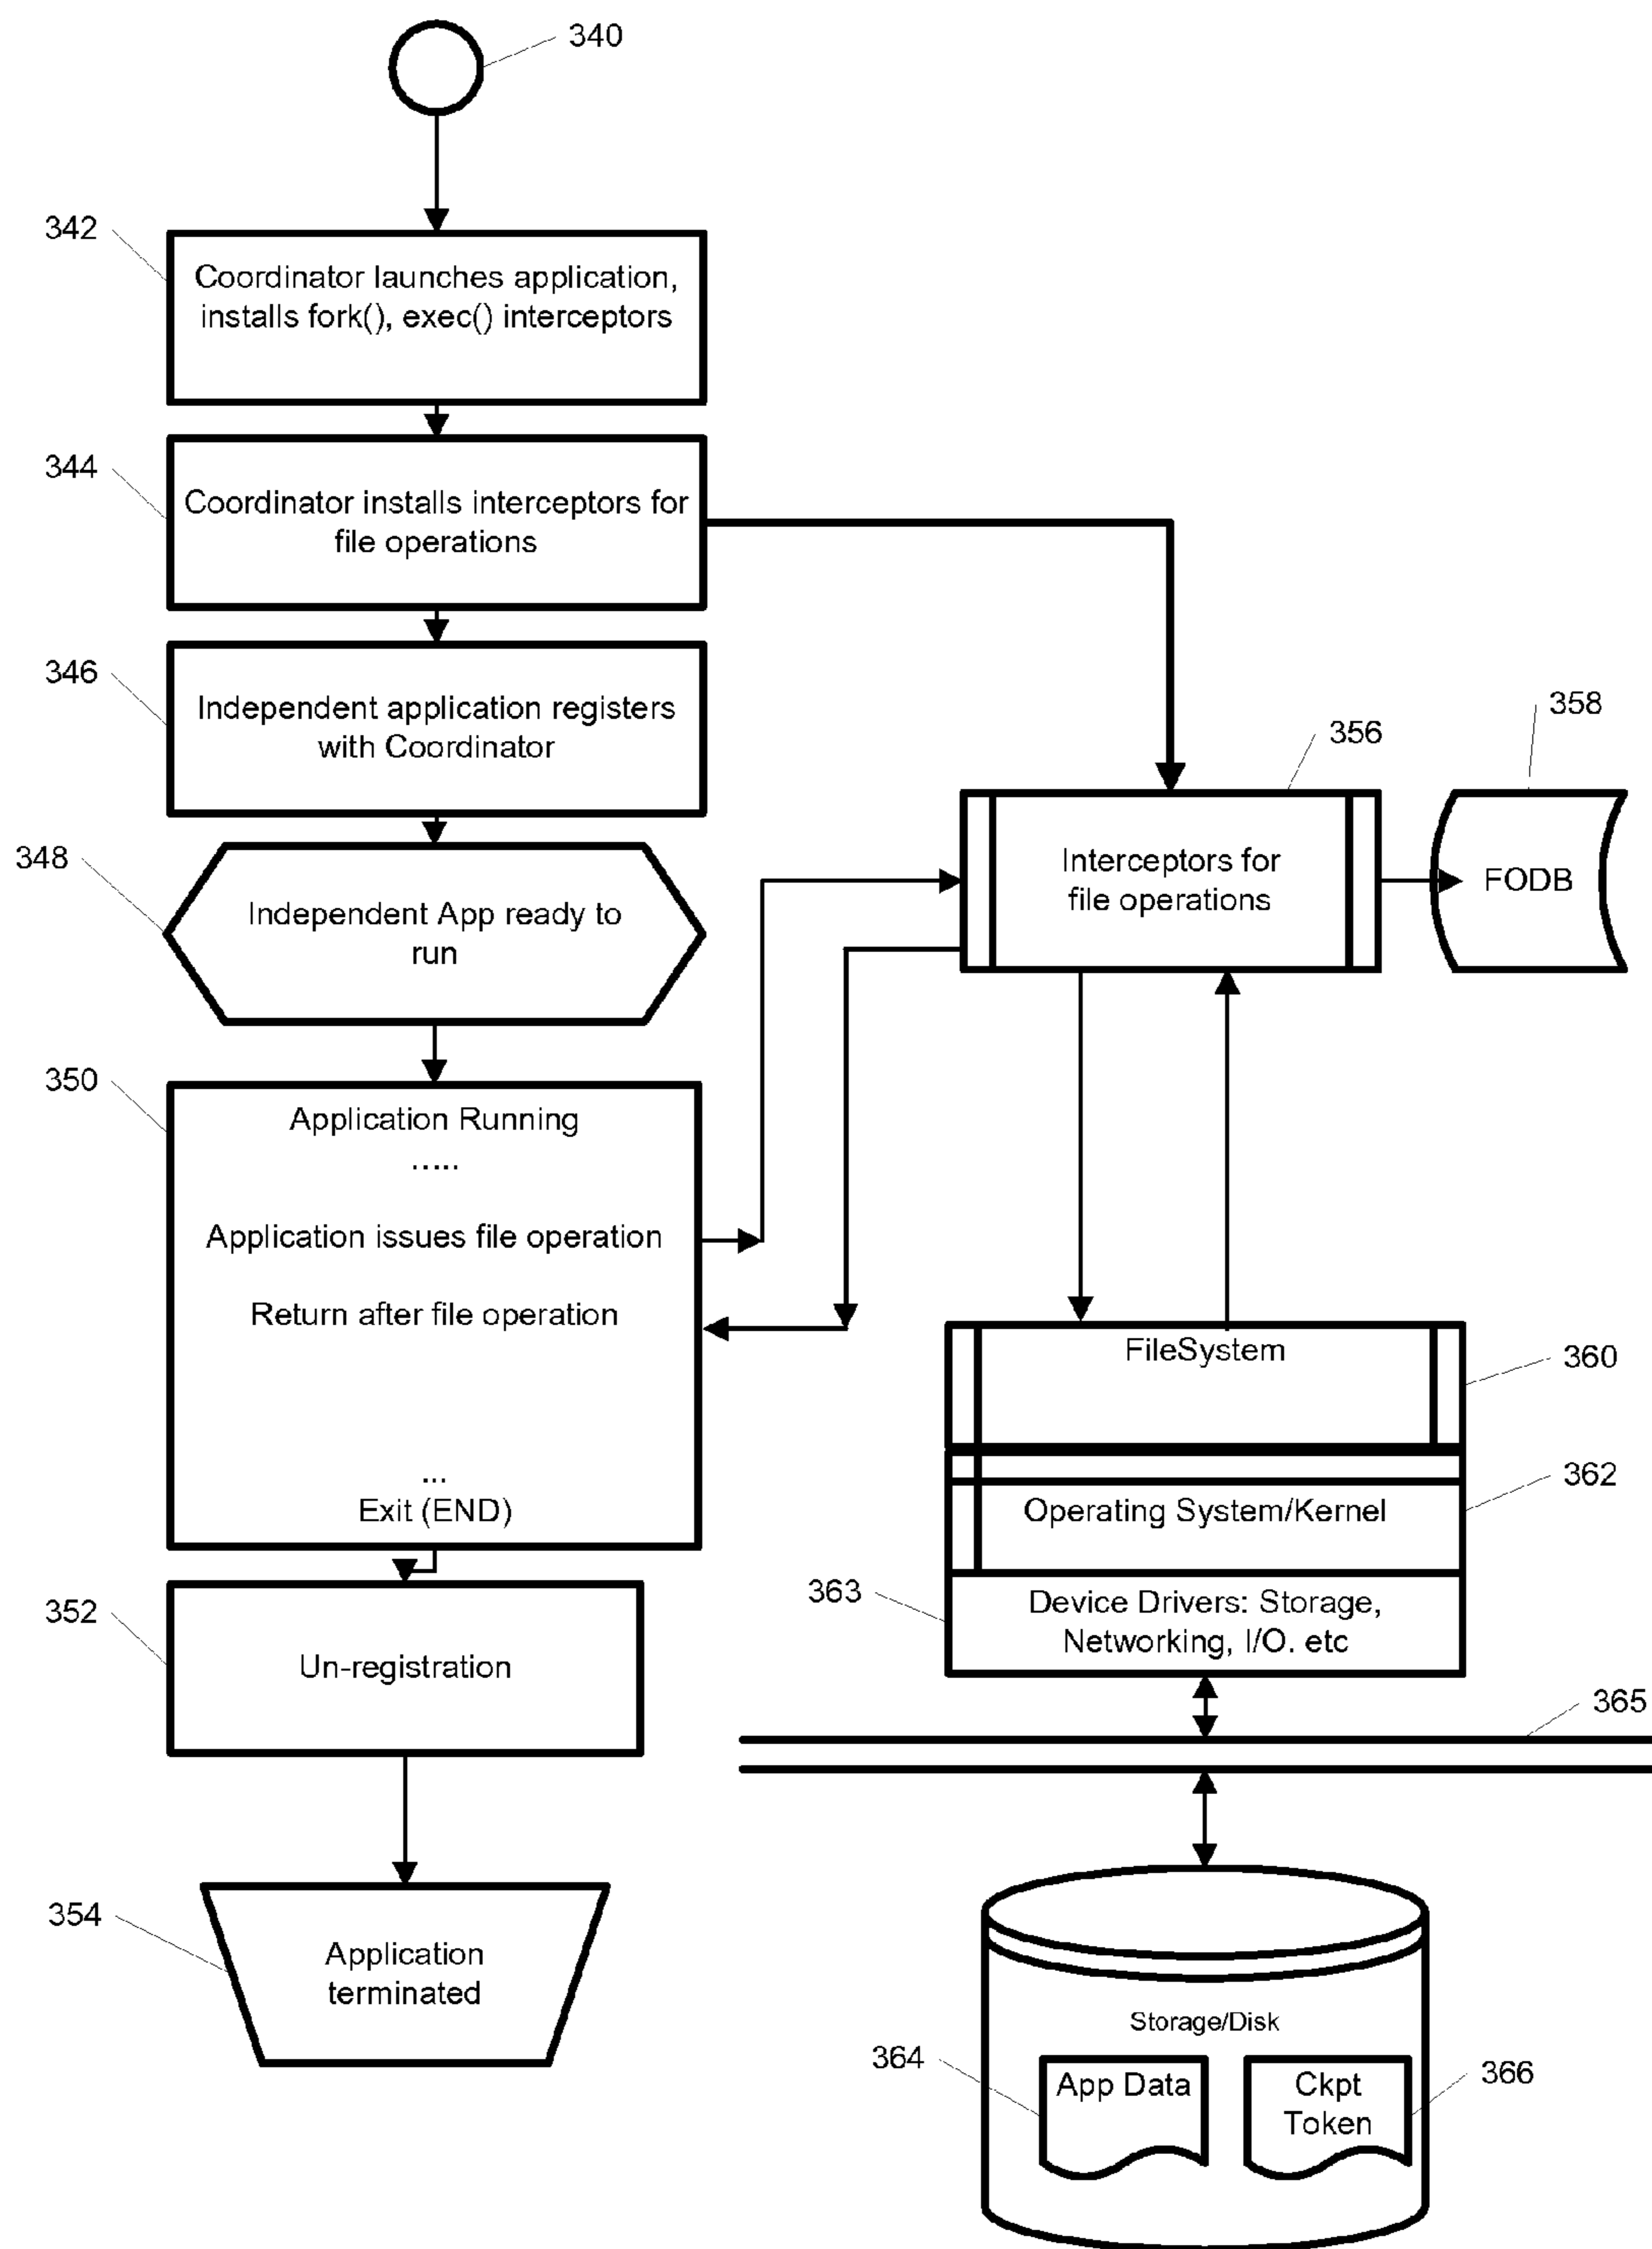 340
342
Coordinator launches application,
installs fork(), exec() interceptors
344
Coordinator installs interceptors for
file operations
346
Independent application registers
with Coordinator
348
Independent App ready to
run
350
Application Running
.....
Application issues file operation
Return after file operation
...
Exit (END)
352
Un-registration
354
Application
terminated
356
Interceptors for
file operations
358
FODB
FileSystem
360
Operating System/Kernel
362
363
Device Drivers: Storage,
Networking, I/O. etc
365
Storage/Disk
364
App Data
Ckpt
Token
366